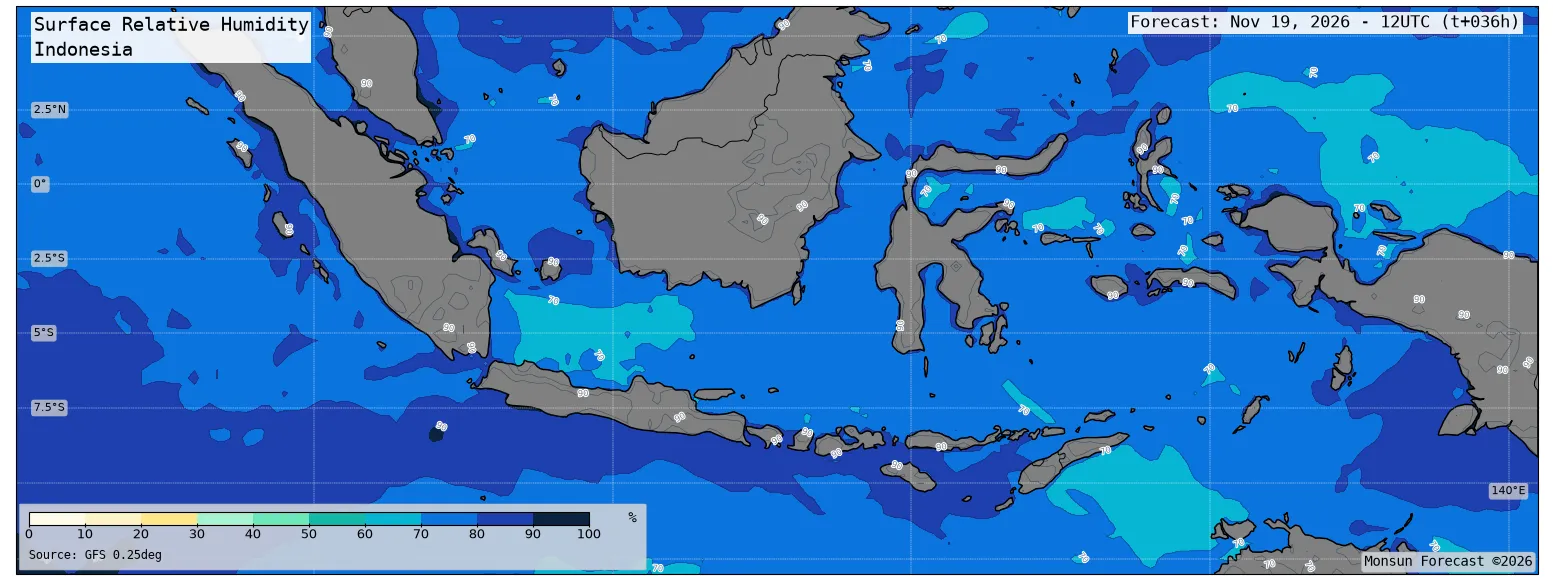 Surface Relative Humidity
Indonesia
Forecast: Nov 19, 2026 - 12UTC (t+036h)
2.5°N
0°
2.5°S
5°S
7.5°S
140°E
0 10 20 30 40 50 60 70 80 90 100
%
Source: GFS 0.25deg
Monsun Forecast ©2026